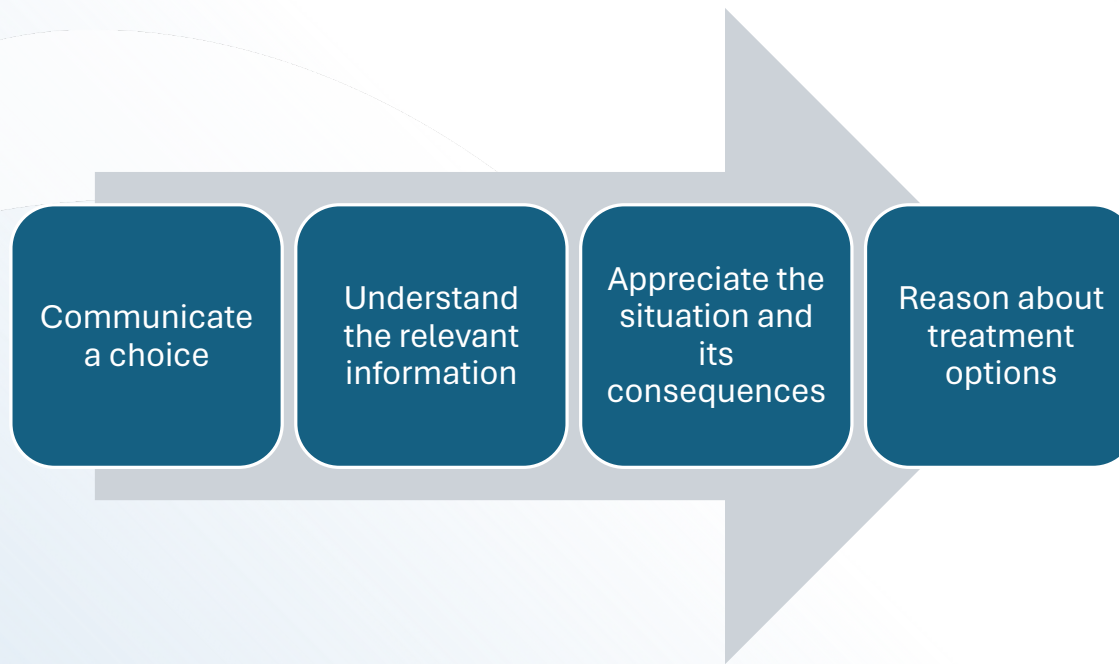 Communicate
a choice
Understand
the relevant
information
Appreciate the
situation and
its
consequences
Reason about
treatment
options